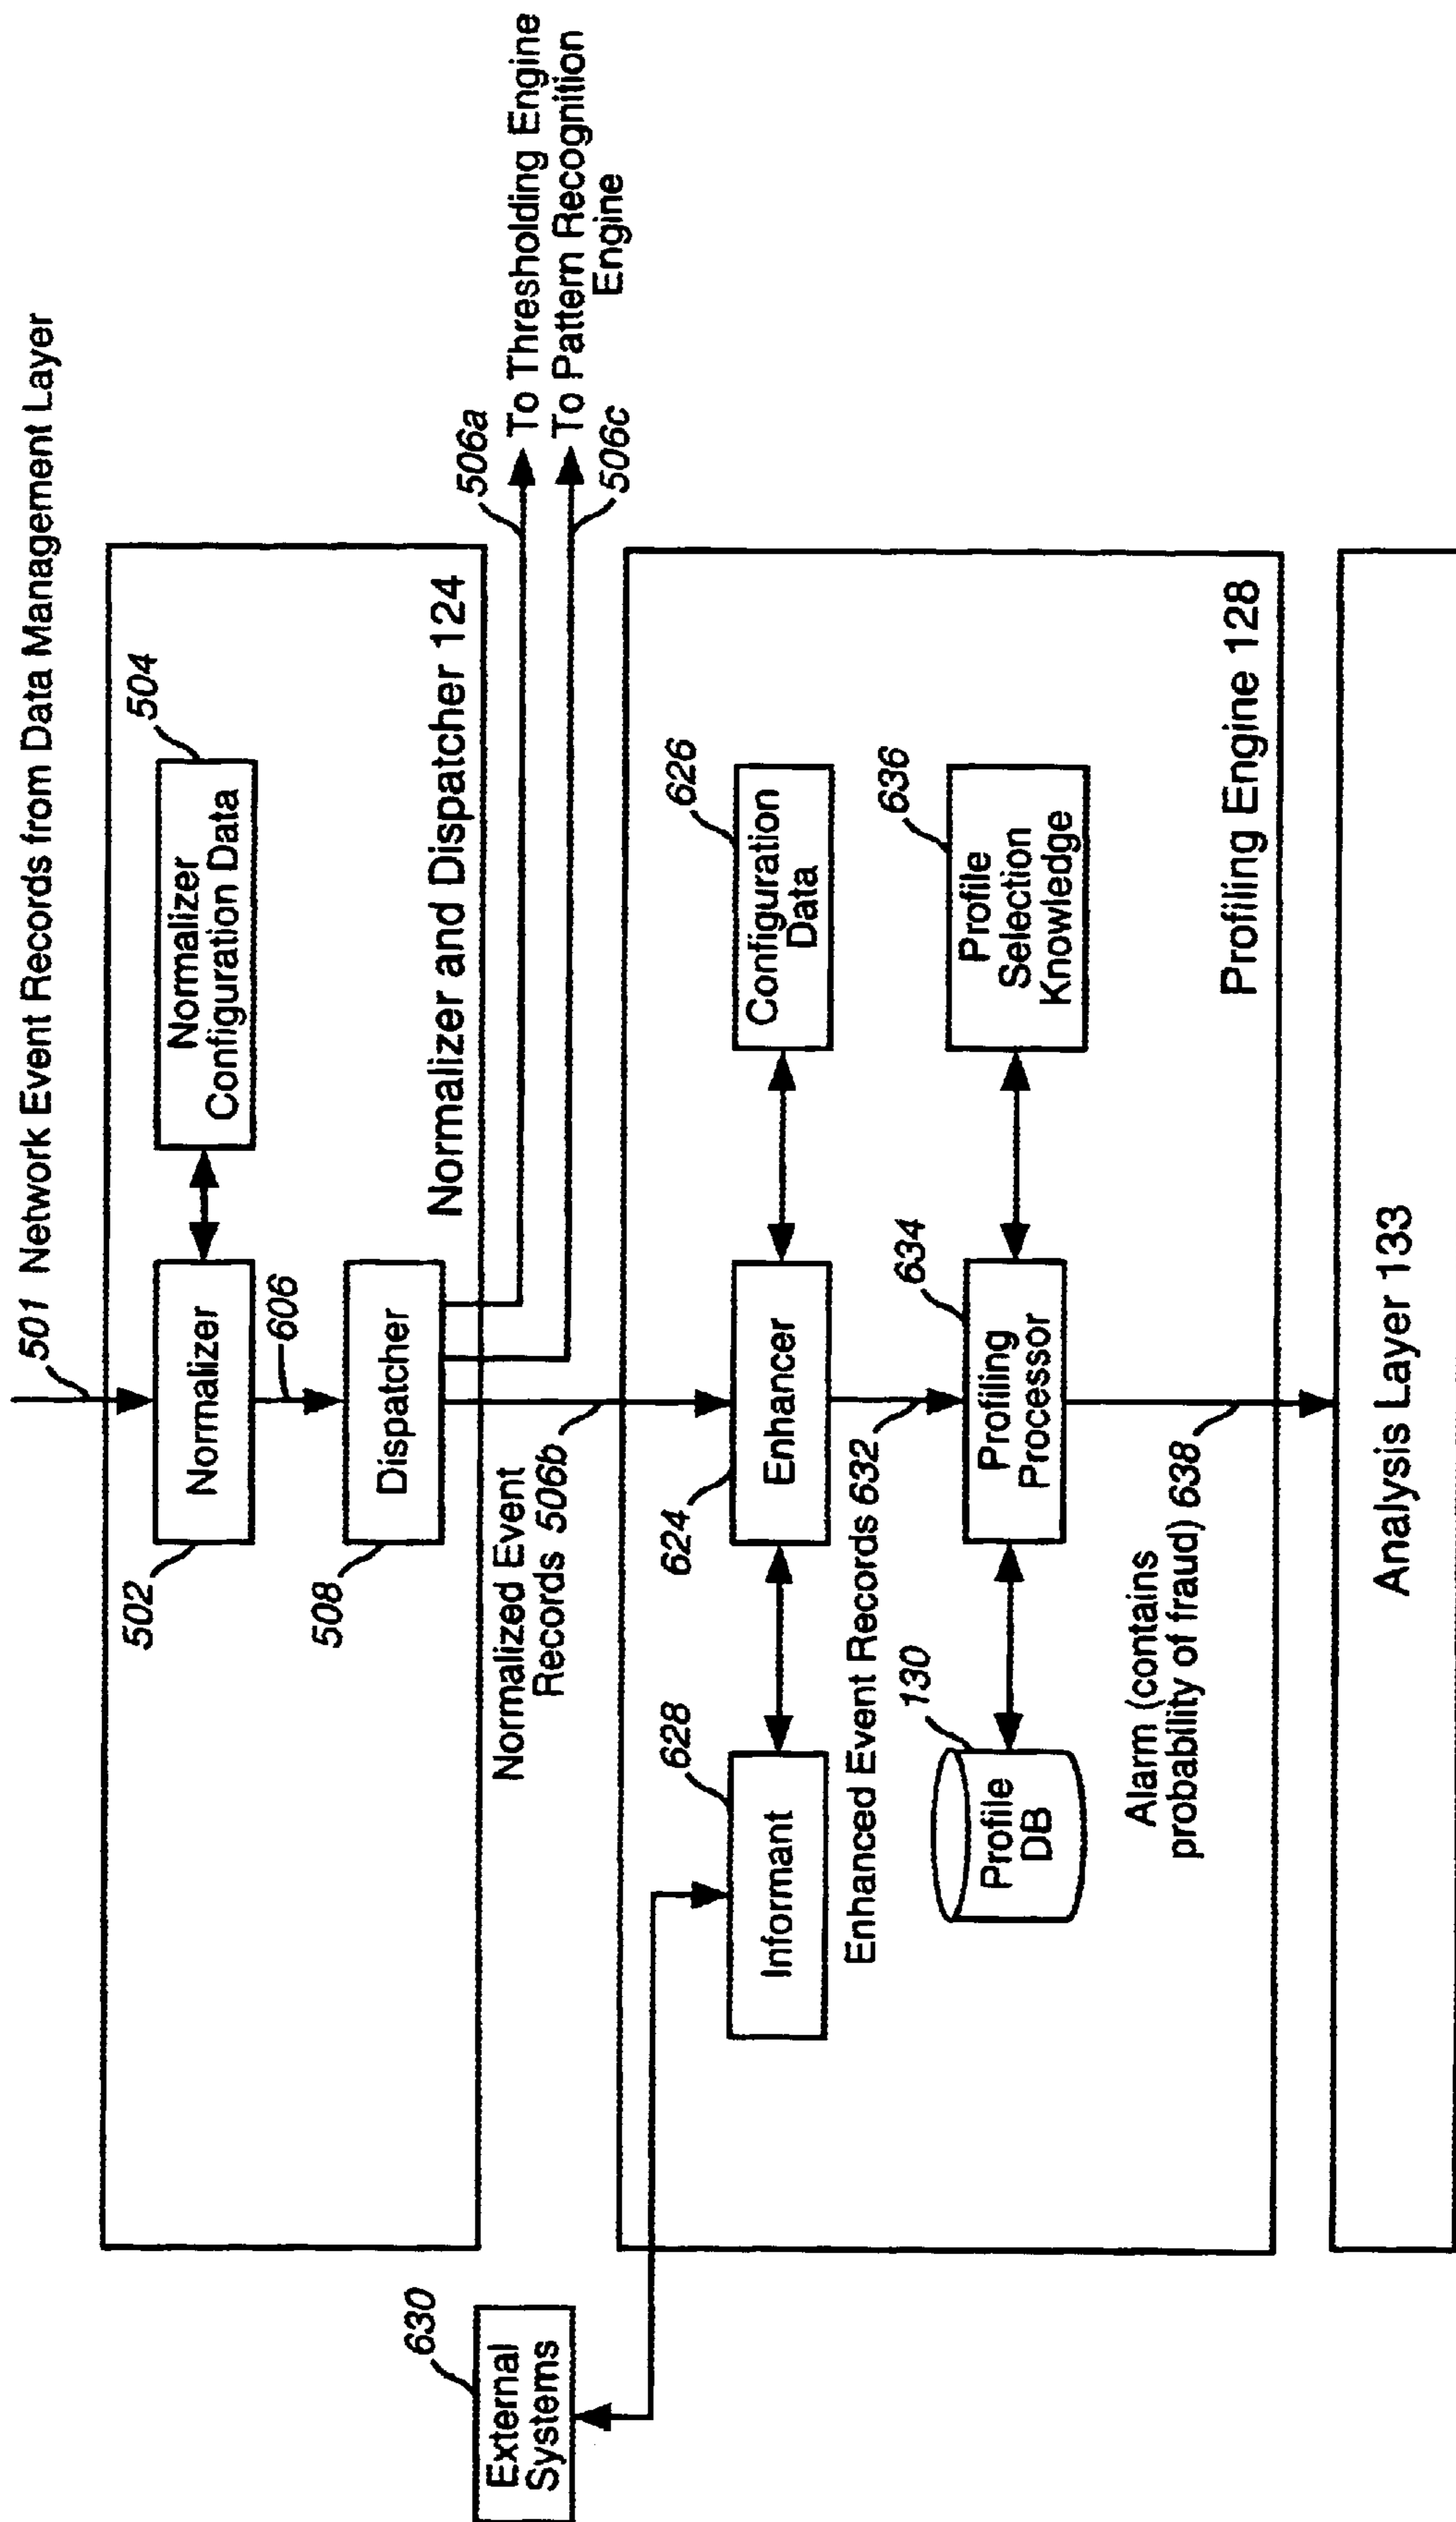 501 Network Event Records from Data Management Layer
502
Normalizer
Normalizer
Configuration Data
504
606
508
Dispatcher
Normalizer and Dispatcher 124
506a
To Thresholding Engine
To Pattern Recognition
Engine
506c
630
External
Systems
Normalized Event
Records 506b
628
Informant
624
Enhancer
626
Configuration
Data
Enhanced Event Records 632
130
Profile
DB
634
Profiling
Processor
636
Profile
Selection
Knowledge
Alarm (contains
probability of fraud) 638
Profiling Engine 128
Analysis Layer 133